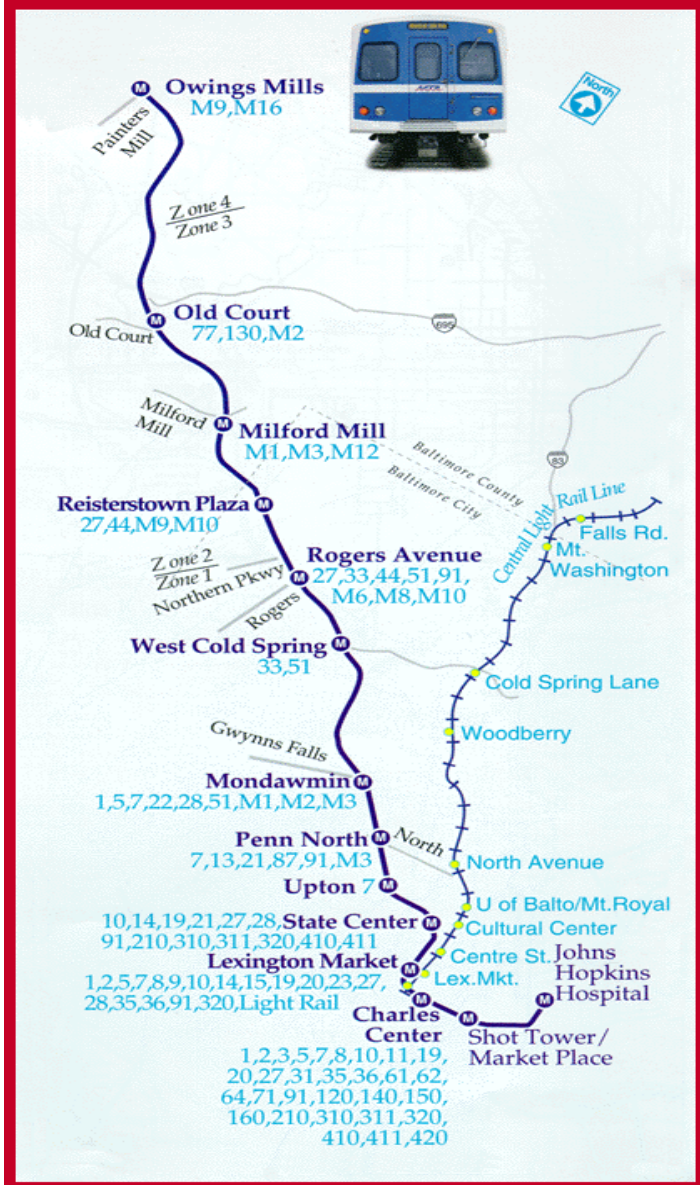 North
Owings Mills
M9,M16
Painters
Mill
Zone 4
Zone 3
Old Court
77,130,M2
Old Court
695
Milford
Mill
Milford Mill
M1,M3,M12
Baltimore County
Baltimore City
83
Central Light Rail Line
Reisterstown Plaza
27,44,M9,M10
Falls Rd.
Mt.
Washington
Zone 2
Zone 1
Northern Pkwy
Rogers
Rogers Avenue
27,33,44,51,91,
M6,M8,M10
West Cold Spring
33,51
Cold Spring Lane
Woodberry
Gwynns Falls
Mondawmin
1,5,7,22,28,51,M1,M2,M3
Penn North
7,13,21,87,91,M3
North
North Avenue
Upton 7
U of Balto/Mt.Royal
10,14,19,21,27,28,State Center
91,210,310,311,320,410,411
Cultural Center
Centre St.
Lexington Market
1,2,5,7,8,9,10,14,15,19,20,23,27,
28,35,36,91,320,Light Rail
Lex.Mkt.
Johns
Hopkins
Hospital
Charles
Center
Shot Tower/
Market Place
1,2,3,5,7,8,10,11,19,
20,27,31,35,36,61,62,
64,71,91,120,140,150,
160,210,310,311,320,
410,411,420